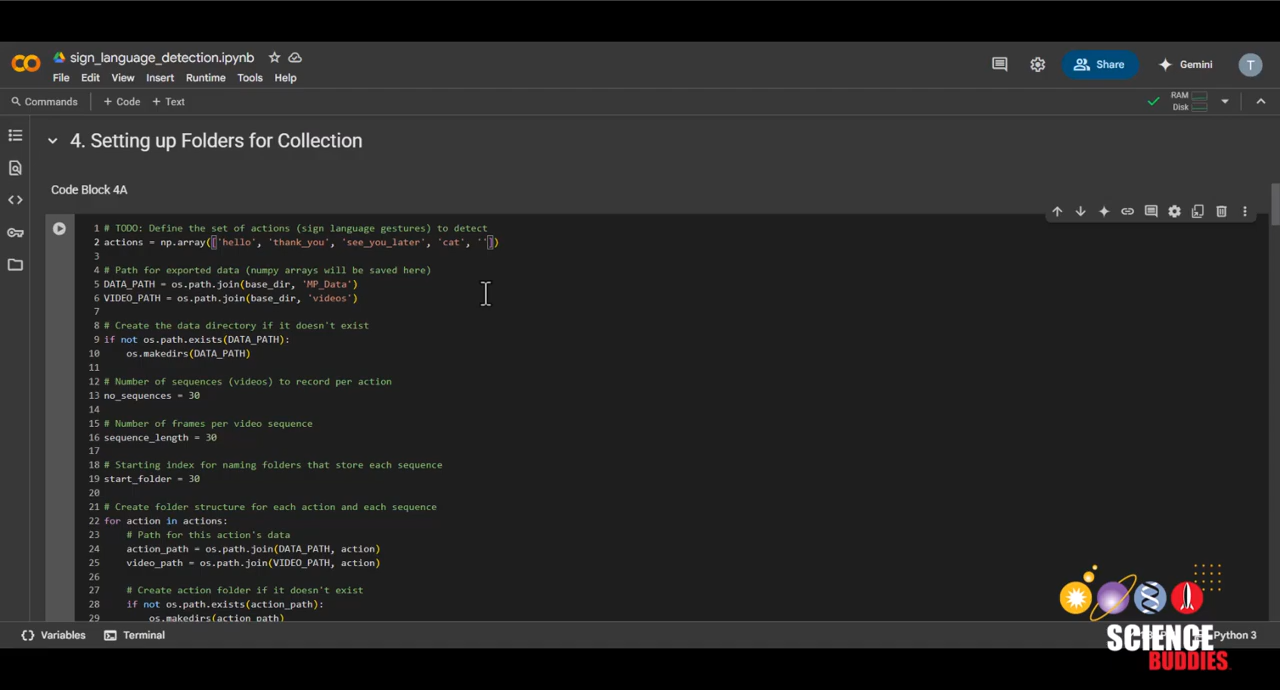 sign_language_detection.ipynb
File Edit View Insert Runtime Tools Help
Share
Gemini
T
Commands + Code + Text
RAM
Disk
4. Setting up Folders for Collection
Code Block 4A
1 # TODO: Define the set of actions (sign language gestures) to detect
2 actions = np.array(['hello', 'thank_you', 'see_you_later', 'cat', ''])
3
4 # Path for exported data (numpy arrays will be saved here)
5 DATA_PATH = os.path.join(base_dir, 'MP_Data')
6 VIDEO_PATH = os.path.join(base_dir, 'videos')
7
8 # Create the data directory if it doesn't exist
9 if not os.path.exists(DATA_PATH):
10 os.makedirs(DATA_PATH)
11
12 # Number of sequences (videos) to record per action
13 no_sequences = 30
14
15 # Number of frames per video sequence
16 sequence_length = 30
17
18 # Starting index for naming folders that store each sequence
19 start_folder = 30
20
21 # Create folder structure for each action and each sequence
22 for action in actions:
23 # Path for this action's data
24 action_path = os.path.join(DATA_PATH, action)
25 video_path = os.path.join(VIDEO_PATH, action)
26
27 # Create action folder if it doesn't exist
28 if not os.path.exists(action_path):
29 os.makedirs(action_path)
Variables Terminal
Python 3
SCIENCE
BUDDIES